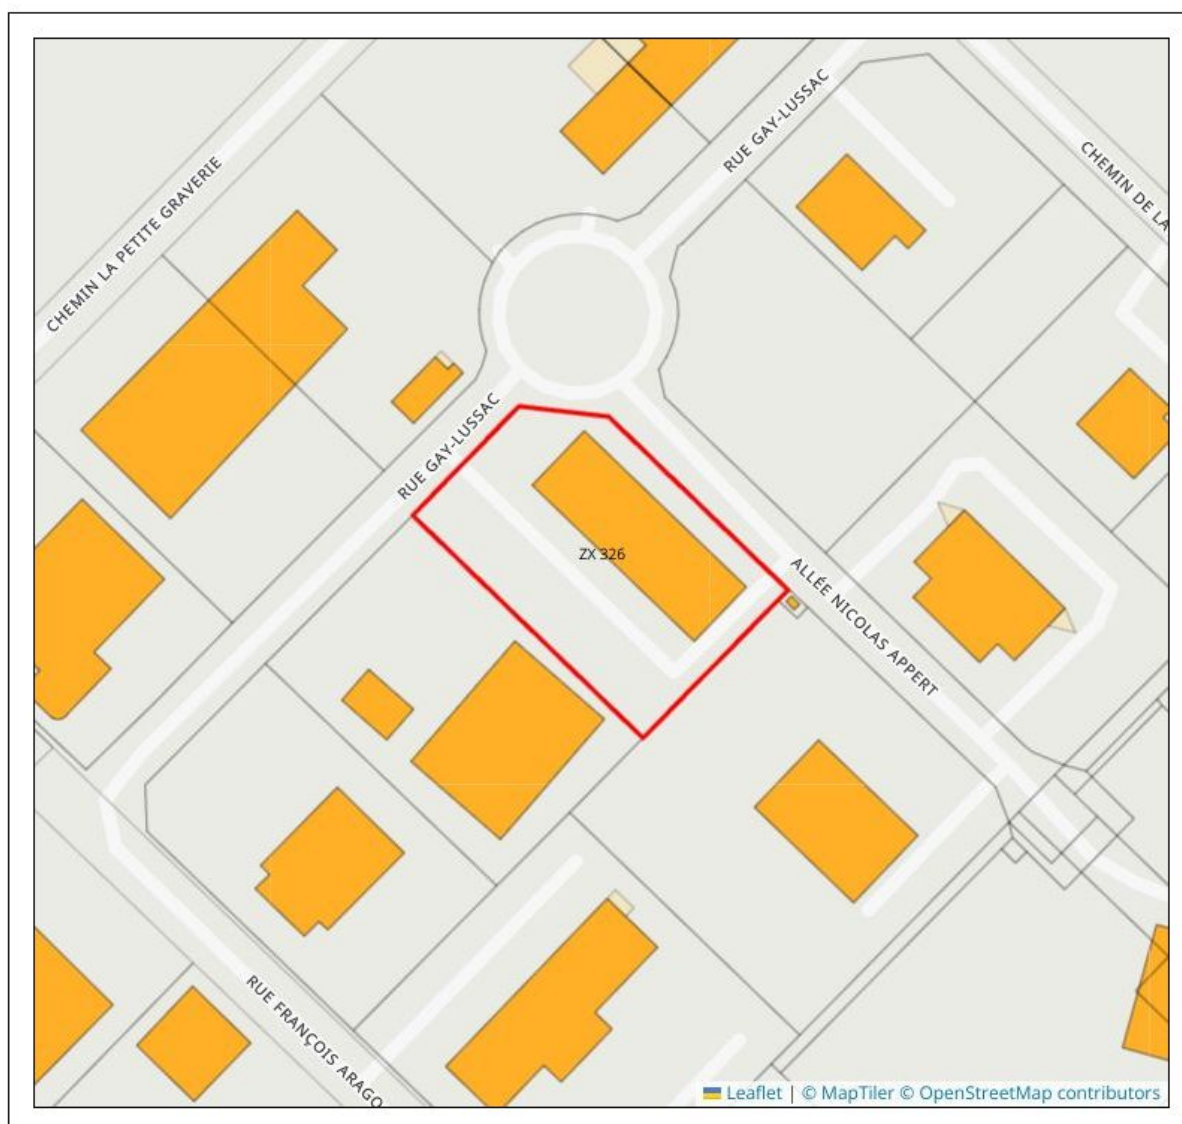 RUE GAY-LUSSAC
CHEMIN DE LA
CHEMIN LA PETITE GRAVERIE
RUE GAY-LUSSAC
ZX 326
ALLÉE NICOLAS APPERT
RUE FRANÇOIS ARAGO
Leaflet | © MapTiler © OpenStreetMap contributors